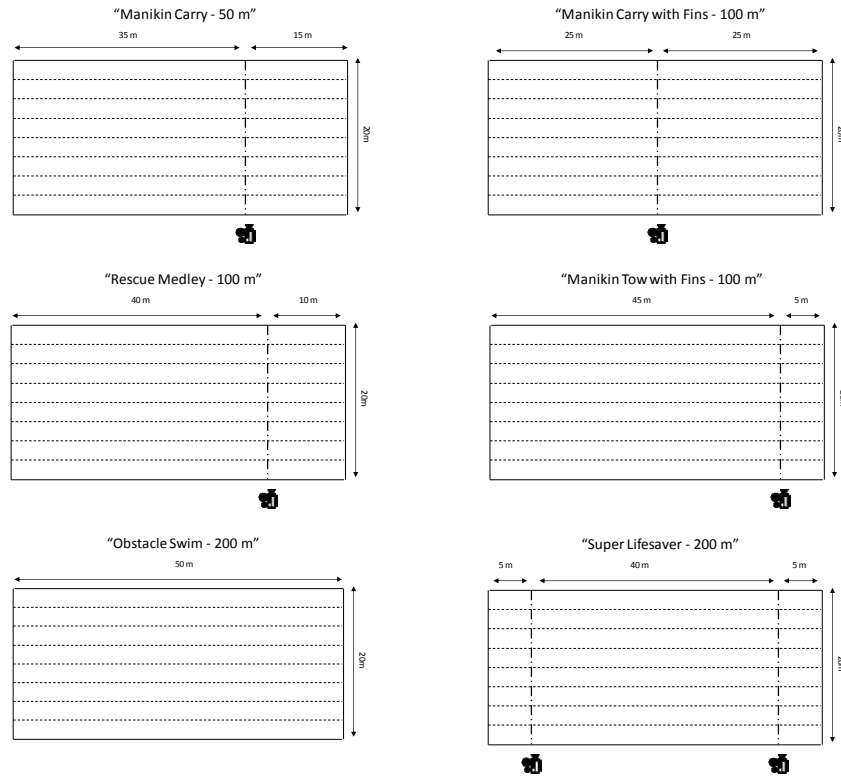 “Manikin Carry - 50 m”
“Manikin Carry with Fins - 100 m”
35 m
15 m
25 m
25 m
20m
“Rescue Medley - 100 m”
“Manikin Tow with Fins - 100 m”
40 m
10 m
45 m
5 m
20m
“Obstacle Swim - 200 m”
“Super Lifesaver - 200 m”
50 m
5 m
40 m
5 m
20m